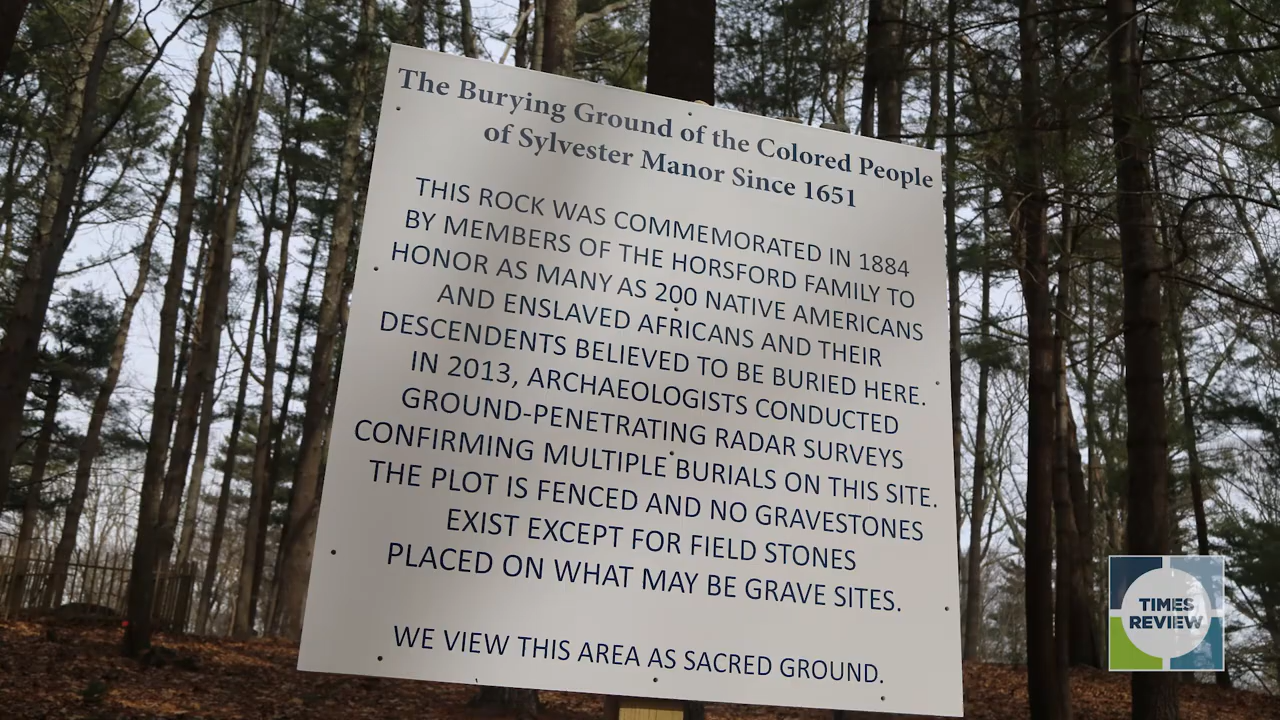 The Burying Ground of the Colored People
of Sylvester Manor Since 1651
THIS ROCK WAS COMMEMORATED IN 1884
BY MEMBERS OF THE HORSFORD FAMILY TO
HONOR AS MANY AS 200 NATIVE AMERICANS
AND ENSLAVED AFRICANS AND THEIR
DESCENDENTS BELIEVED TO BE BURIED HERE.
IN 2013, ARCHAEOLOGISTS CONDUCTED
GROUND-PENETRATING RADAR SURVEYS
CONFIRMING MULTIPLE BURIALS ON THIS SITE.
THE PLOT IS FENCED AND NO GRAVESTONES
EXIST EXCEPT FOR FIELD STONES
PLACED ON WHAT MAY BE GRAVE SITES.
WE VIEW THIS AREA AS SACRED GROUND.
TIMES
REVIEW